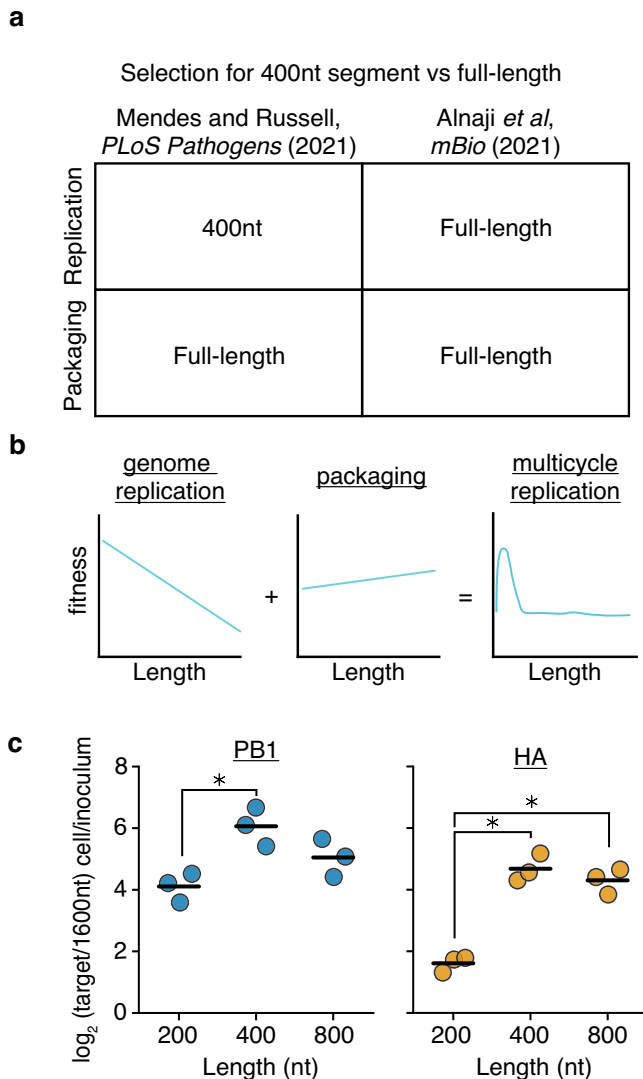 a
Selection for 400nt segment vs full-length
Mendes and Russell,
PLoS Pathogens (2021)
Alnaji et al,
mBio (2021)
Replication
400nt
Full-length
Packaging
Full-length
Full-length
b
genome
replication
packaging
multicycle
replication
fitness
+
=
Length
Length
Length
c
PB1
HA
log2 (target/1600nt) cell/inoculum
8
6
4
2
0
*
*
*
200 400 800
200 400 800
Length (nt)
Length (nt)